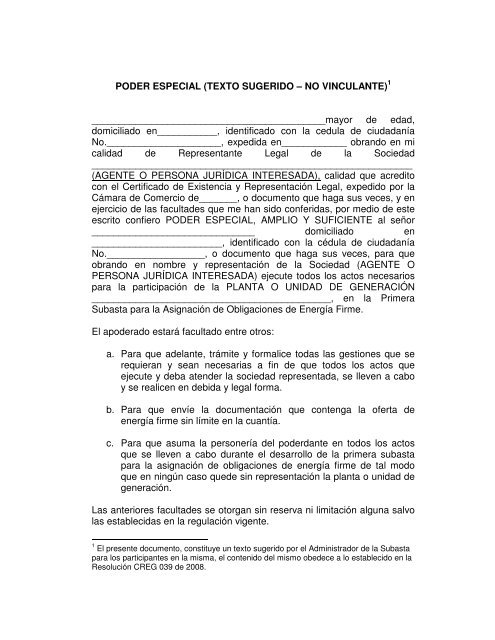 PODER ESPECIAL (TEXTO SUGERIDO – NO VINCULANTE)1
___________________________________________mayor de edad,
domiciliado en___________, identificado con la cedula de ciudadanía
No._____________________, expedida en____________ obrando en mi
calidad de Representante Legal de la Sociedad
__________________________________________
(AGENTE O PERSONA JURÍDICA INTERESADA), calidad que acredito
con el Certificado de Existencia y Representación Legal, expedido por la
Cámara de Comercio de_______, o documento que haga sus veces, y en
ejercicio de las facultades que me han sido conferidas, por medio de este
escrito confiero PODER ESPECIAL, AMPLIO Y SUFICIENTE al señor
______________________________ domiciliado en
________________________, identificado con la cédula de ciudadanía
No.__________________, o documento que haga sus veces, para que
obrando en nombre y representación de la Sociedad (AGENTE O
PERSONA JURÍDICA INTERESADA) ejecute todos los actos necesarios
para la participación de la PLANTA O UNIDAD DE GENERACIÓN
____________________________________________, en la Primera
Subasta para la Asignación de Obligaciones de Energía Firme.
El apoderado estará facultado entre otros:
a. Para que adelante, trámite y formalice todas las gestiones que se
requieran y sean necesarias a fin de que todos los actos que
ejecute y deba atender la sociedad representada, se lleven a cabo
y se realicen en debida y legal forma.
b. Para que envíe la documentación que contenga la oferta de
energía firme sin límite en la cuantía.
c. Para que asuma la personería del poderdante en todos los actos
que se lleven a cabo durante el desarrollo de la primera subasta
para la asignación de obligaciones de energía firme de tal modo
que en ningún caso quede sin representación la planta o unidad de
generación.
Las anteriores facultades se otorgan sin reserva ni limitación alguna salvo
las establecidas en la regulación vigente.
1 El presente documento, constituye un texto sugerido por el Administrador de la Subasta
para los participantes en la misma, el contenido del mismo obedece a lo establecido en la
Resolución CREG 039 de 2008.